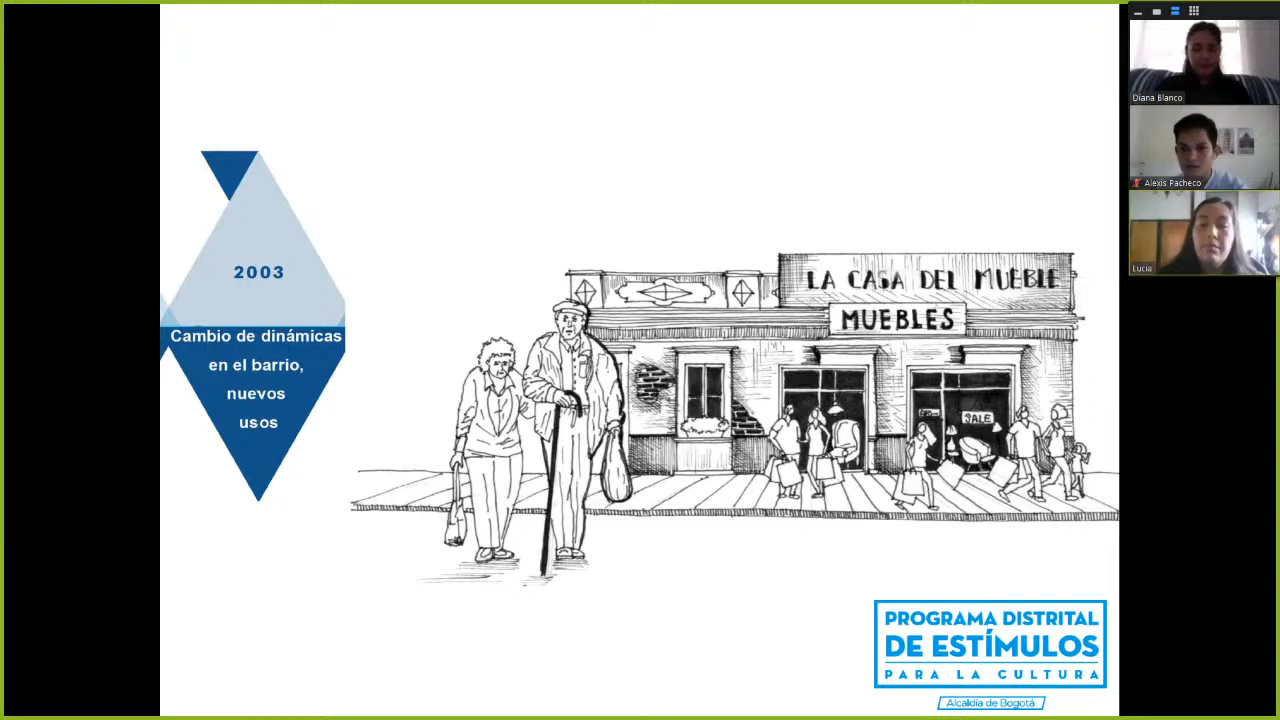 2003
Cambio de dinámicas
en el barrio,
nuevos
usos
LA CASA DEL MUEBLE
MUEBLES
SALE
PROGRAMA DISTRITAL
DE ESTÍMULOS
PARA LA CULTURA
Alcaldía de Bogotá
Diana Blanco
Alexis Pacheco
Lucia